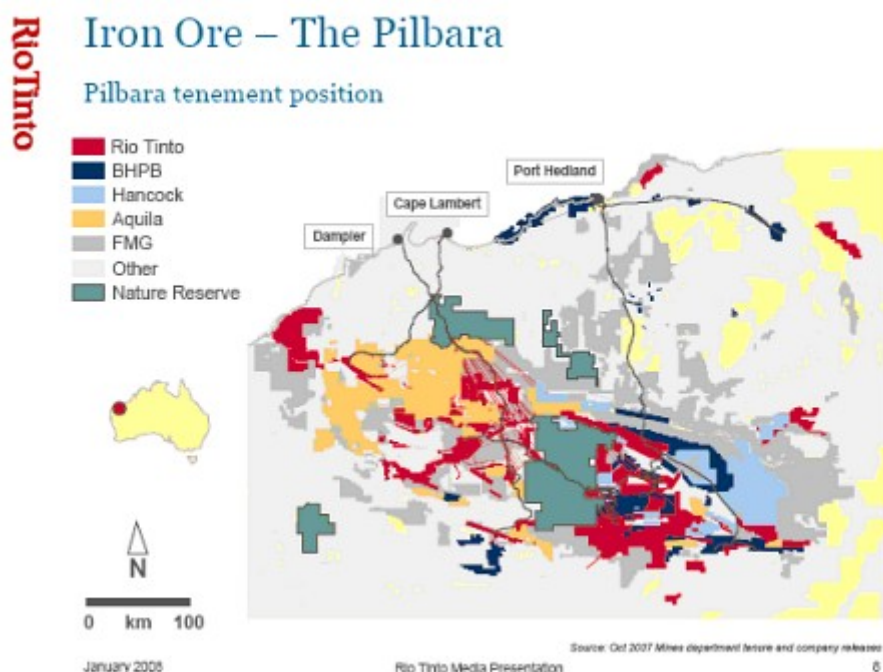 RioTinto
Iron Ore – The Pilbara
Pilbara tenement position
Rio Tinto
BHPB
Hancock
Aquila
FMG
Other
Nature Reserve
Port Hedland
Cape Lambert
Dampier
N
0 km 100
Source: Oct 2007 Mines department tenure and company releases
January 2008
Rio Tinto Media Presentation